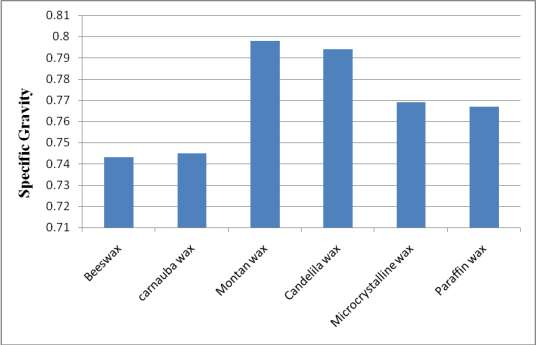 Specific Gravity
0.81
0.8
0.79
0.78
0.77
0.76
0.75
0.74
0.73
0.72
0.71
Beeswax
carnauba wax
Montan wax
Candelila wax
Microcrystalline wax
Paraffin wax